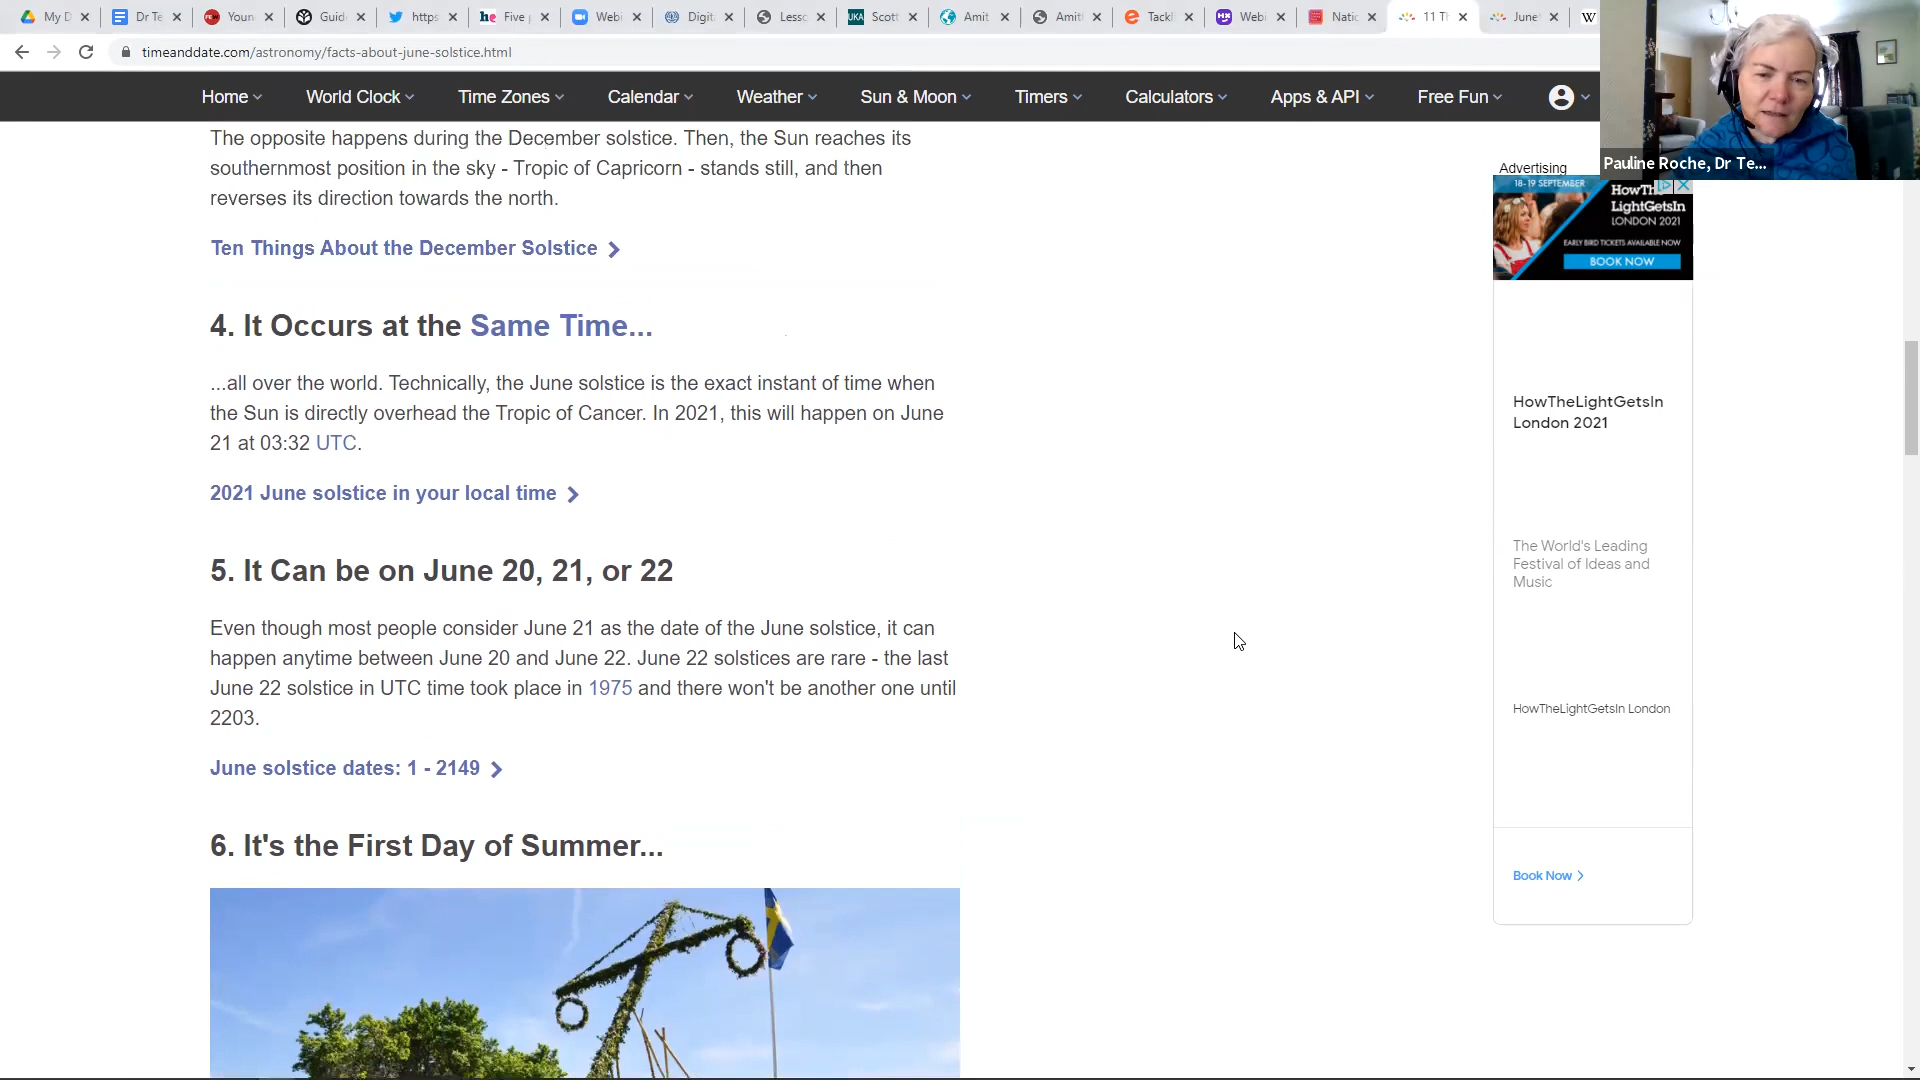 My D
Dr Te
Youn
Guid
https
Five
Webi
Digit
Lessc
UKA
Scott
Amit
Amit
Tackl
Webi
Natic
11 Tl
June
W
timeanddate.com/astronomy/facts-about-june-solstice.html
Home
World Clock
Time Zones
Calendar
Weather
Sun & Moon
Timers
Calculators
Apps & API
Free Fun
Pauline Roche, Dr Te...
The opposite happens during the December solstice. Then, the Sun reaches its
southernmost position in the sky - Tropic of Capricorn - stands still, and then
reverses its direction towards the north.
Ten Things About the December Solstice
4. It Occurs at the Same Time...
...all over the world. Technically, the June solstice is the exact instant of time when
the Sun is directly overhead the Tropic of Cancer. In 2021, this will happen on June
21 at 03:32 UTC.
2021 June solstice in your local time
5. It Can be on June 20, 21, or 22
Even though most people consider June 21 as the date of the June solstice, it can
happen anytime between June 20 and June 22. June 22 solstices are rare - the last
June 22 solstice in UTC time took place in 1975 and there won't be another one until
2203.
June solstice dates: 1 - 2149
6. It's the First Day of Summer...
Advertising
18-19 SEPTEMBER
HowThe
LightGetsIn
LONDON 2021
EARLY BIRD TICKETS AVAILABLE NOW
BOOK NOW
HowTheLightGetsIn
London 2021
The World's Leading
Festival of Ideas and
Music
HowTheLightGetsIn London
Book Now